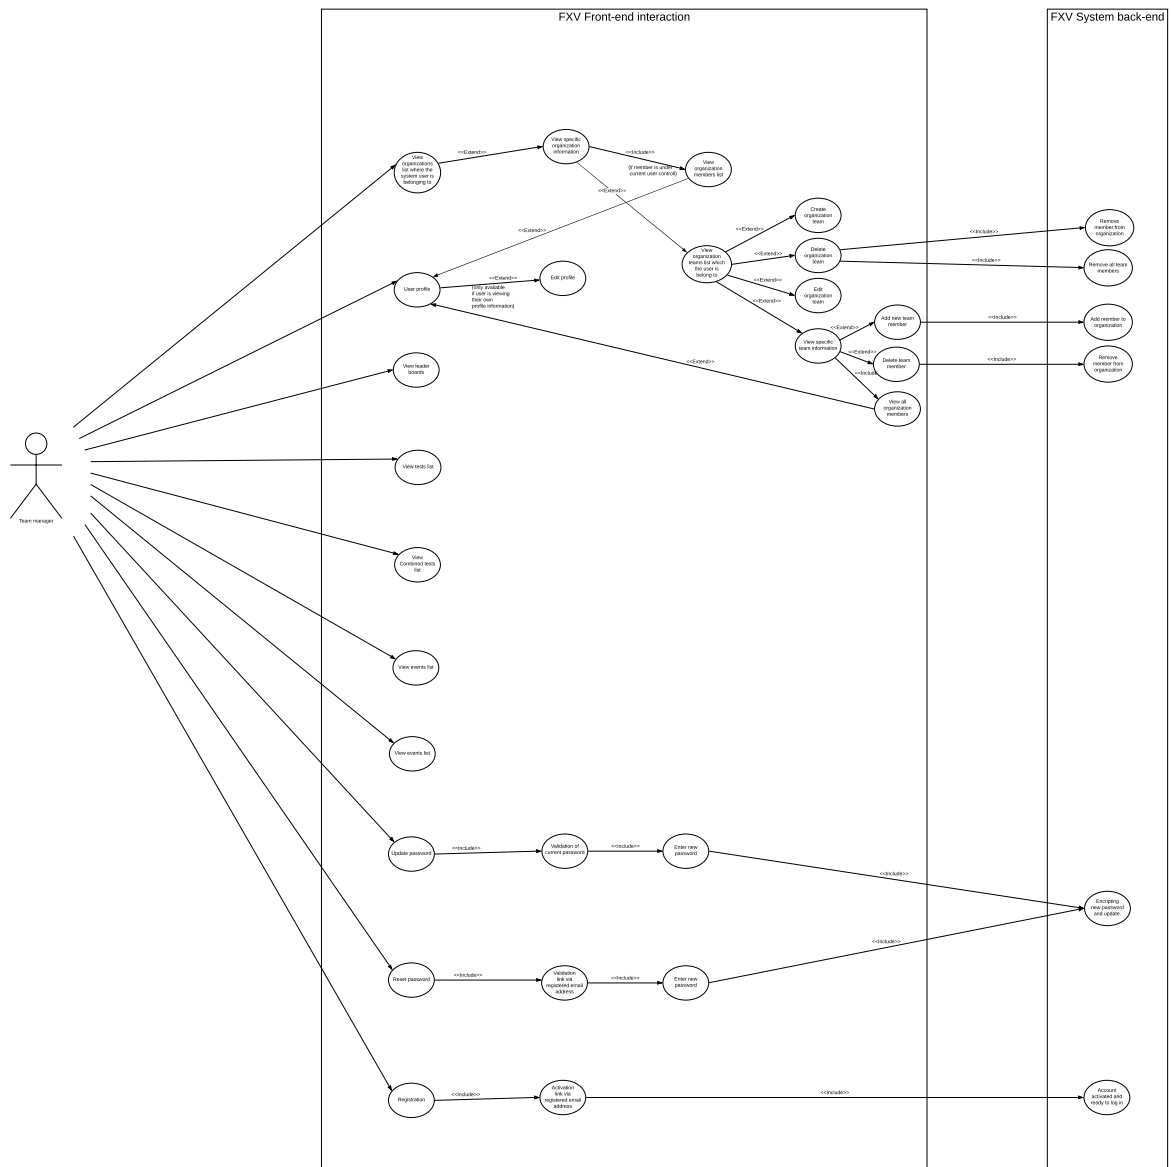 FXV Front-end interaction
FXV System back-end
View
organizations
list where the
system user is
belonging to
<<Extend>>
View specific
organization
information
<<Include>>
(if member is under
current user controll)
View
organization
members list
<<Extend>>
<<Extend>>
View
organization
teams list which
the user is
belong to
<<Extend>>
Create
organization
team
<<Extend>>
Delete
organization
team
<<Extend>>
Edit
organization
team
<<Extend>>
View specific
team information
<<Include>>
Remove
member from
organization
<<Include>>
Remove all team
members
User profile
<<Extend>>
(only available
if user is viewing
their own
profile information)
Edit profile
<<Extend>>
Add new team
member
<<Include>>
Add member to
organization
<<Extend>>
Delete team
member
<<Include>>
Remove
member from
organization
<<Include
View all
organization
members
<<Extend>>
View leader
boards
Team manager
View tests list
View
Combined tests
list
View events list
View events list
Update password
<<Include>>
Validation of
current password
<<Include>>
Enter new
password
<<Include>>
Encripting
new password
and update.
Reset password
<<Include>>
Validation
link via
registered email
address
<<Include>>
Enter new
password
<<Include>>
Registration
<<Include>>
Activation
link via
registered email
address
<<Include>>
Account
activated and
ready to log in